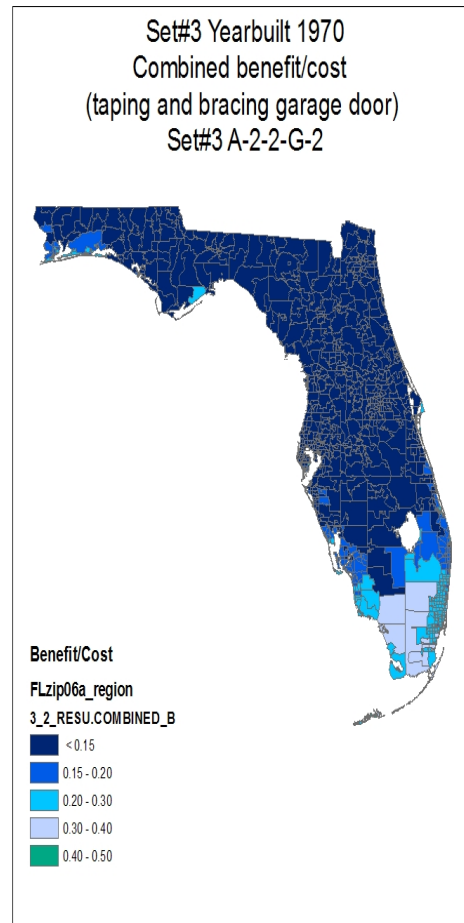 Set#3 Yearbuilt 1970
Combined benefit/cost
(taping and bracing garage door)
Set#3 A-2-2-G-2
Benefit/Cost
FLzip06a_region
3_2_RESU.COMBINED_B
< 0.15
0.15 - 0.20
0.20 - 0.30
0.30 - 0.40
0.40 - 0.50